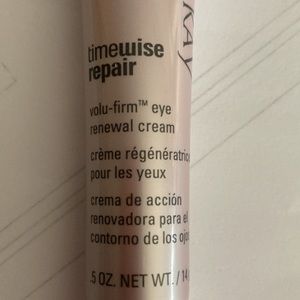 KAY
timewise
repair
volu-firm™ eye
renewal cream
crème régénératrice
pour les yeux
crema de acción
renovadora para el
contorno de los ojos
.5 OZ. NET WT. / 14